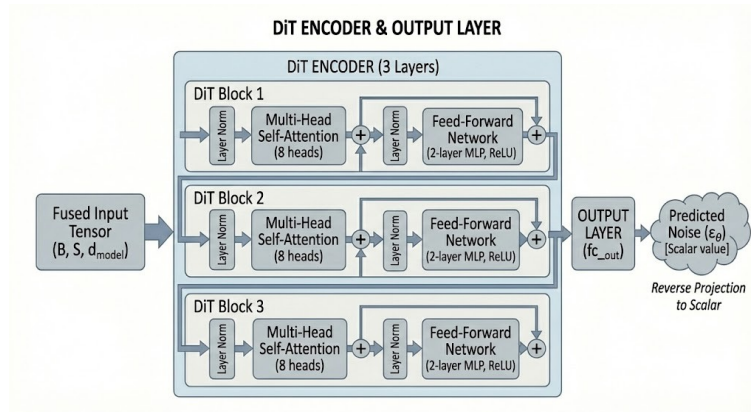 DiT ENCODER & OUTPUT LAYER
DiT ENCODER (3 Layers)
DiT Block 1
Layer Norm
Multi-Head
Self-Attention
(8 heads)
+
Layer Norm
Feed-Forward
Network
(2-layer MLP, ReLU)
+
Fused Input
Tensor
(B, S, d_model)
DiT Block 2
Layer Norm
Multi-Head
Self-Attention
(8 heads)
+
Layer Norm
Feed-Forward
Network
(2-layer MLP, ReLU)
+
DiT Block 3
Layer Norm
Multi-Head
Self-Attention
(8 heads)
+
Layer Norm
Feed-Forward
Network
(2-layer MLP, ReLU)
+
OUTPUT
LAYER
(fc_out)
Predicted
Noise (ε_θ)
[Scalar value]
Reverse Projection
to Scalar